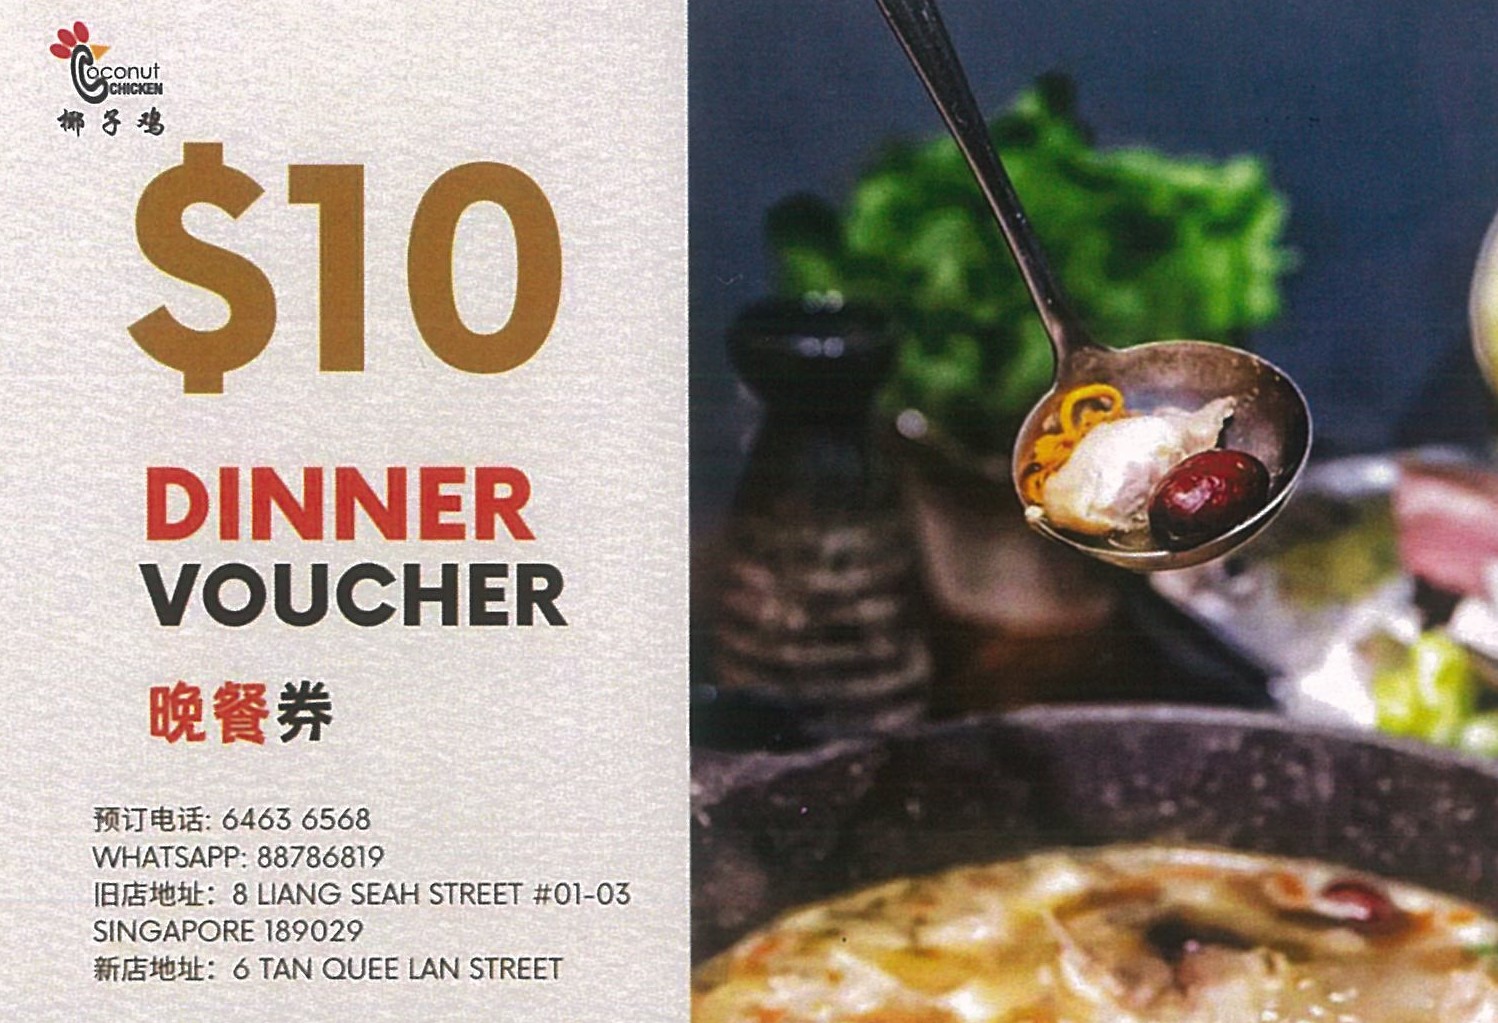 Coconut
CHICKEN
椰子鸡
$10
DINNER
VOUCHER
晚餐券
预订电话: 6463 6568
WHATSAPP: 88786819
旧店地址：8 LIANG SEAH STREET #01-03
SINGAPORE 189029
新店地址：6 TAN QUEE LAN STREET